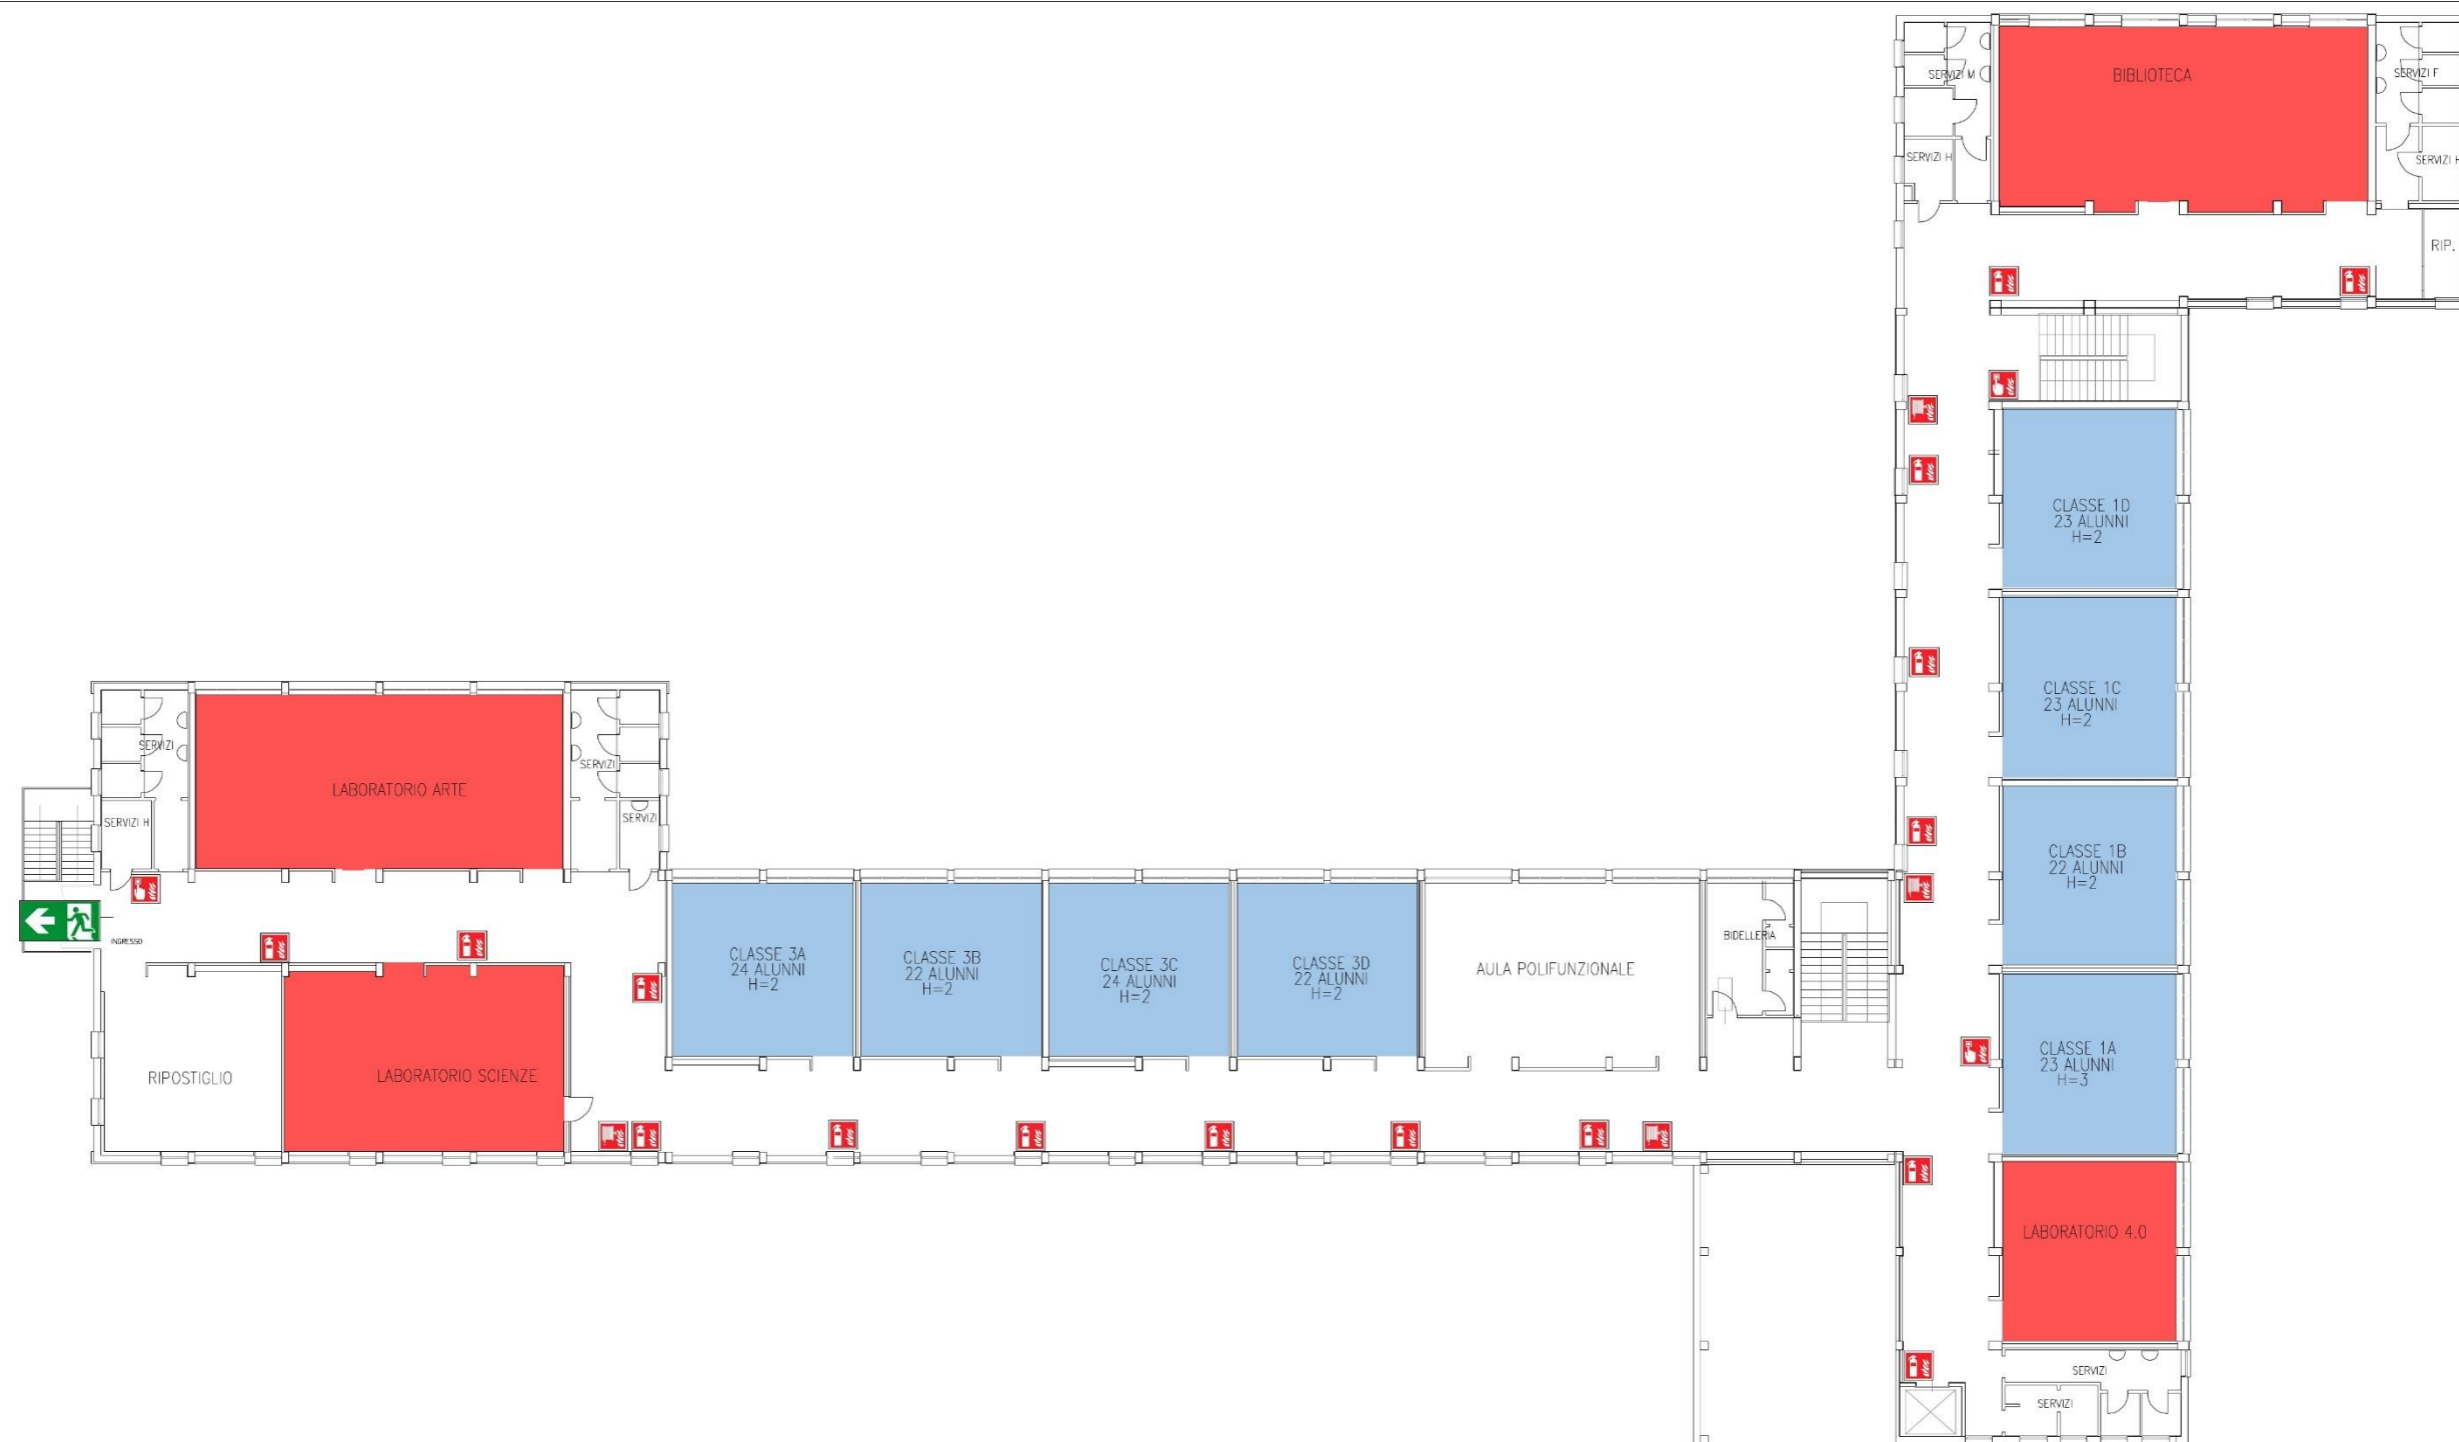 SERVIZI M
BIBLIOTECA
SERVIZI F
SERVIZI H
SERVIZI H
RIP.
CLASSE 1D
23 ALUNNI
H=2
CLASSE 1C
23 ALUNNI
H=2
SERVIZI
LABORATORIO ARTE
SERVIZI
SERVIZI H
SERVIZI
CLASSE 1B
22 ALUNNI
H=2
INGRESSO
CLASSE 3A
24 ALUNNI
H=2
CLASSE 3B
22 ALUNNI
H=2
CLASSE 3C
24 ALUNNI
H=2
CLASSE 3D
22 ALUNNI
H=2
AULA POLIFUNZIONALE
BIDELLERIA
CLASSE 1A
23 ALUNNI
H=3
RIPOSTIGLIO
LABORATORIO SCIENZE
LABORATORIO 4.0
SERVIZI
SERVIZI